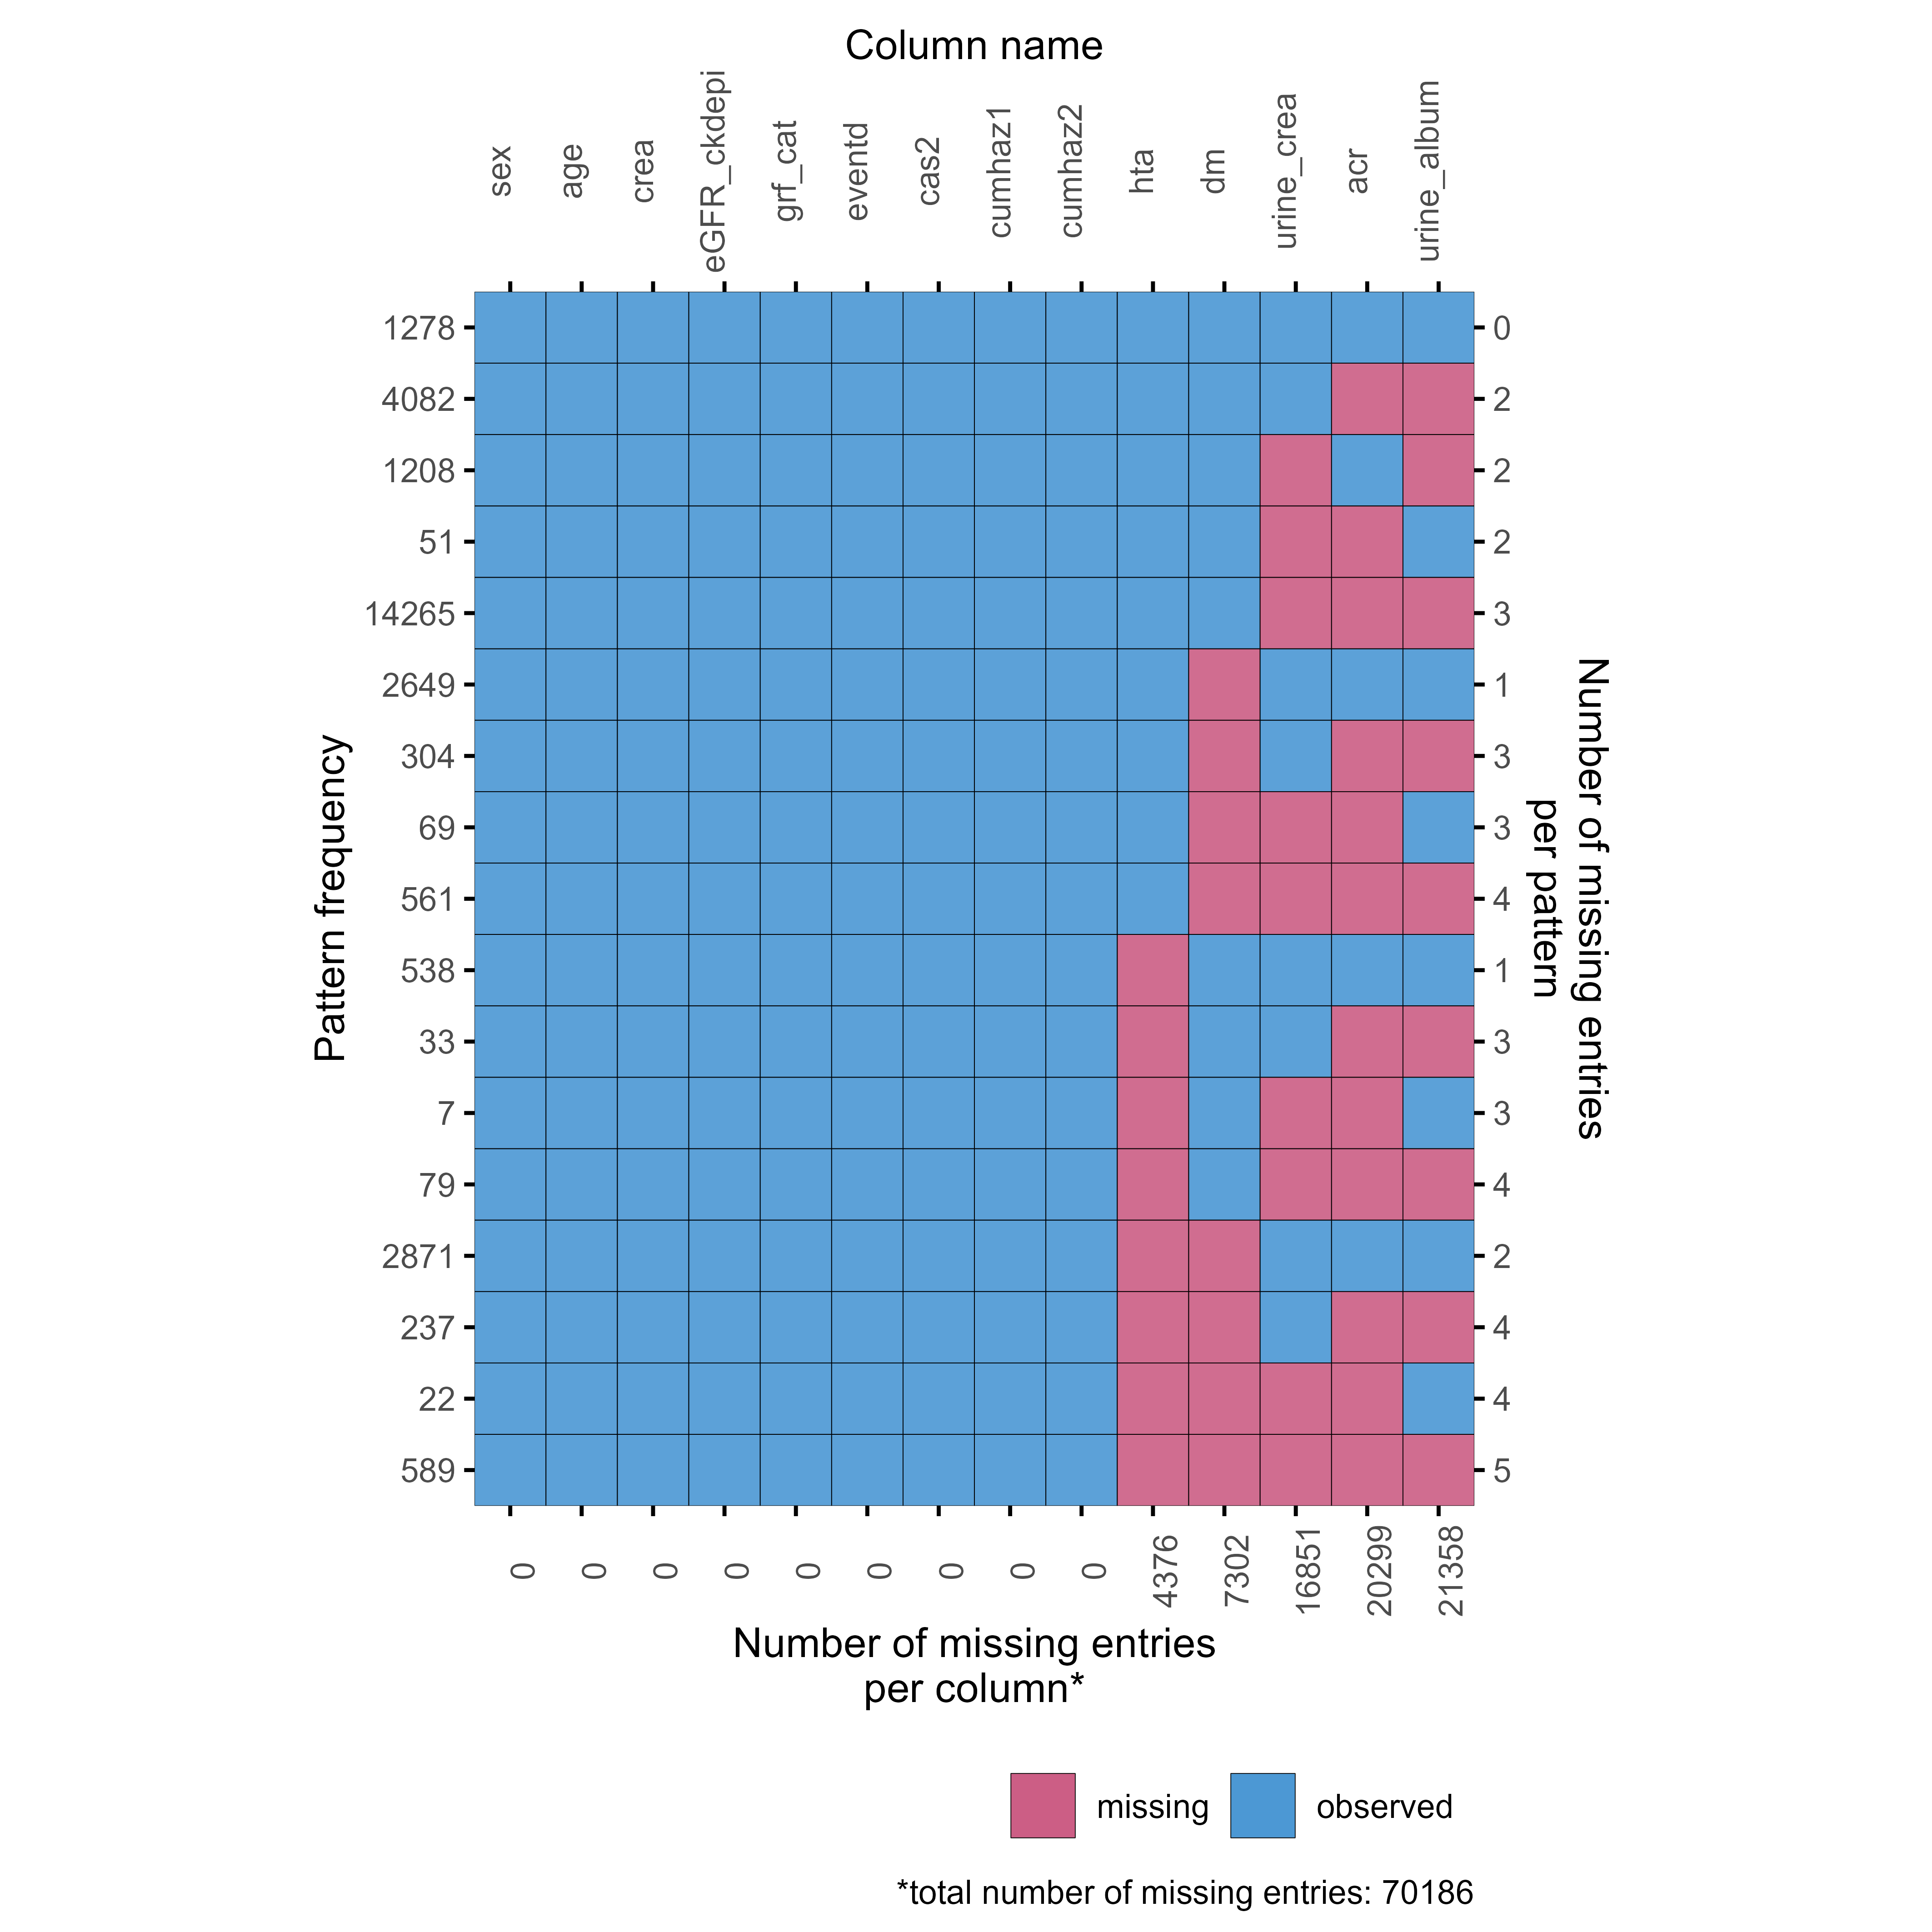 Column name
sex age crea eGFR_ckdepi grf_cat eventd cas2 cumhaz1 cumhaz2 hta dm urine_crea acr urine_album
1278 0
4082 2
1208 2
51 2
14265 3
2649 1
304 3
69 3
561 4
538 1
33 3
7 3
79 4
2871 2
237 4
22 4
589 5
Pattern frequency
Number of missing entries
per pattern
0 0 0 0 0 0 0 0 0 4376 7302 16851 20299 21358
Number of missing entries
per column*
missing observed
*total number of missing entries: 70186